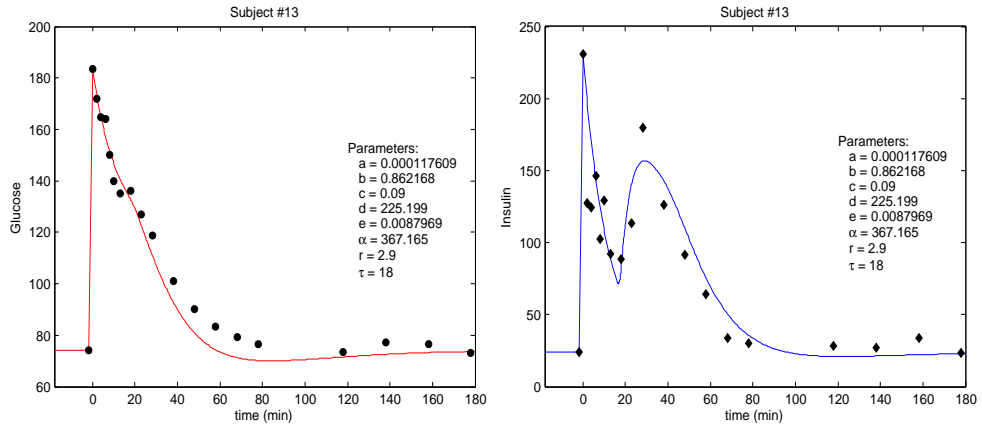 Subject #13
200
180
160
140
120
100
80
60
Glucose
Parameters:
a = 0.000117609
b = 0.862168
c = 0.09
d = 225.199
e = 0.0087969
α = 367.165
r = 2.9
τ = 18
0 20 40 60 80 100 120 140 160 180
time (min)
Subject #13
250
200
150
100
50
0
Insulin
Parameters:
a = 0.000117609
b = 0.862168
c = 0.09
d = 225.199
e = 0.0087969
α = 367.165
r = 2.9
τ = 18
0 20 40 60 80 100 120 140 160 180
time (min)